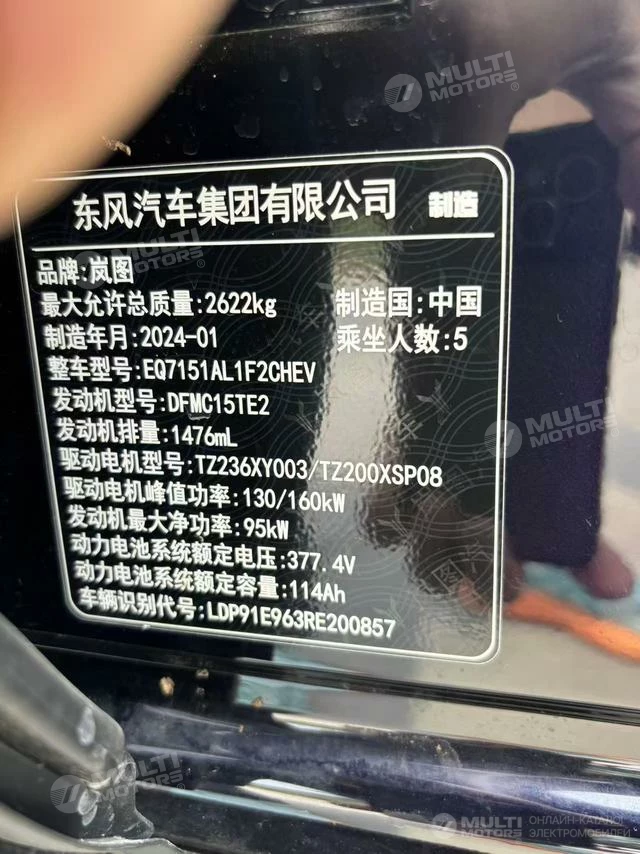 MULTI
MOTORS®
东风汽车集团有限公司 制造
MULTI
MOTORS®
品牌:岚图
最大允许总质量:2622kg 制造国:中国
制造年月:2024-01 乘坐人数:5
整车型号:EQ7151AL1F2CHEV
发动机型号:DFMC15TE2
发动机排量:1476mL
MULTI
MOTORS®
驱动电机型号:TZ236XY003/TZ200XSP08
驱动电机峰值功率:130/160kW
发动机最大净功率:95kW
动力电池系统额定电压:377.4V
动力电池系统额定容量:114Ah
车辆识别代号:LDP91E963RE200857
MULTI
MOTORS®
MULTI
MOTORS®
ОНЛАЙН-КАТАЛОГ
ЭЛЕКТРОМОБИЛЕЙ